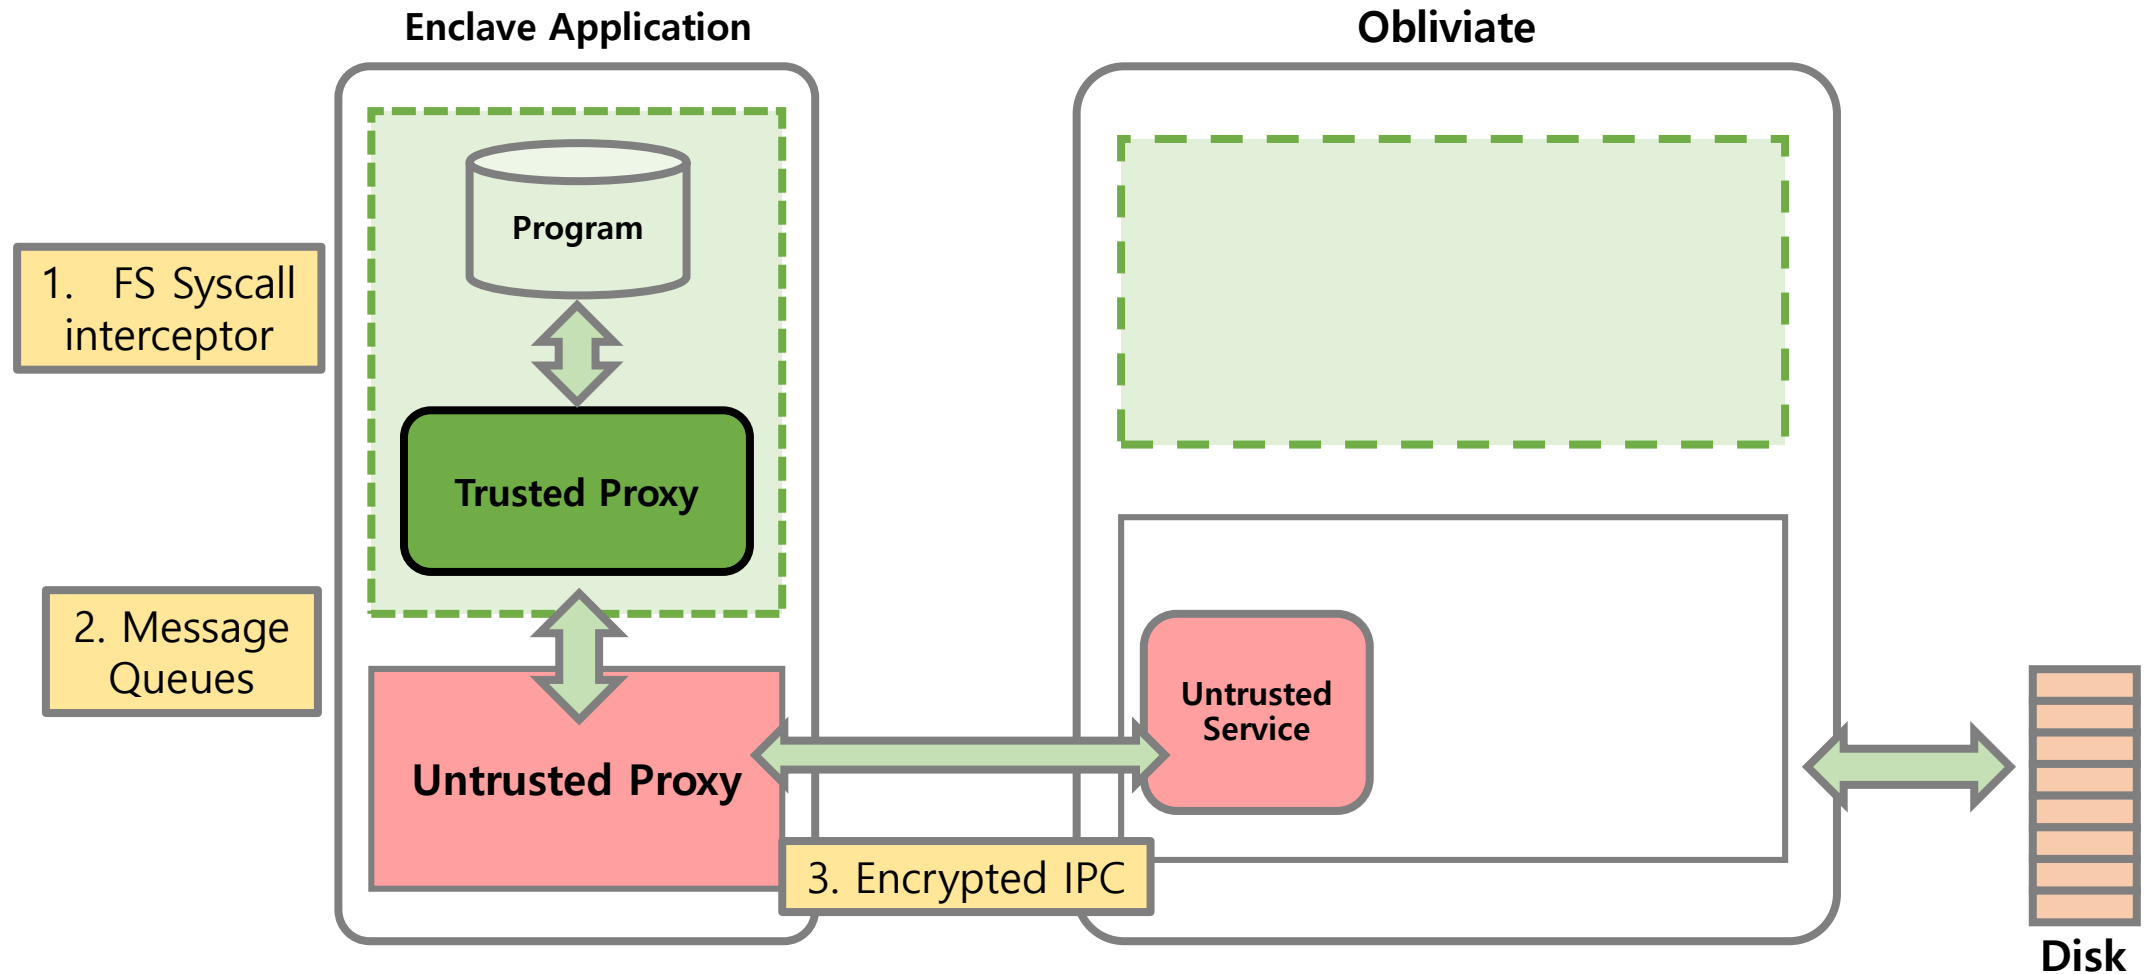 Enclave Application
Obliviate
Program
1. FS Syscall
interceptor
Trusted Proxy
2. Message
Queues
Untrusted
Service
Untrusted Proxy
3. Encrypted IPC
Disk